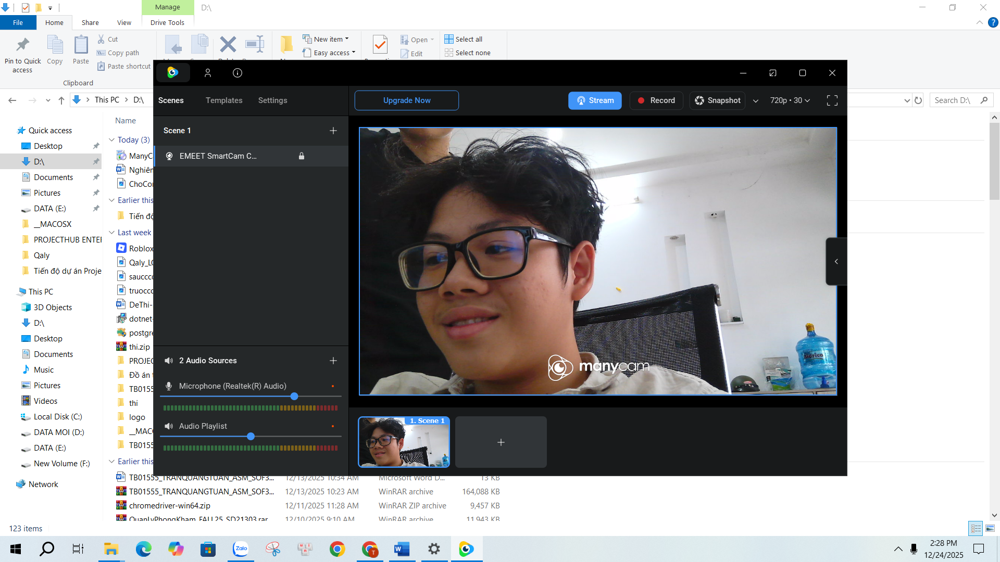 Manage
D:\
File
Home
Share
View
Drive Tools
Pin to Quick access
Copy
Paste
Cut
Copy path
Paste shortcut
New item
Easy access
Open
Edit
Select all
Select none
Clipboard
This PC
D:\
Search D:\
Scenes
Templates
Settings
Upgrade Now
Stream
Record
Snapshot
720p • 30
Scene 1
EMEET SmartCam C...
2 Audio Sources
Microphone (Realtek(R) Audio)
Audio Playlist
manycam
Bidrico
1. Scene 1
Quick access
Desktop
D:\
Documents
Pictures
DATA (E:)
__MACOSX
PROJECTHUB ENTEI
Qaly
Tiến độ dự án Proje
This PC
3D Objects
D:\
Desktop
Documents
Music
Pictures
Videos
Local Disk (C:)
DATA MOI (D:)
DATA (E:)
New Volume (F:)
Network
Name
Today (3)
ManyC
Nghiên
ChoCor
Earlier this
Tiến độ
Last week
Roblox
Qaly_L
sauccc
truoccc
DeThi-
dotnet-
postgre
thi.zip
PROJEC
Đồ án t
TB0155
thi
logo
__MAC
TB0155
Earlier this
TB01555_TRANQUANGTUAN_ASM_SOF3... 12/13/2025 10:34 AM Microsoft Word D... 13 KB
TB01555_TRANQUANGTUAN_ASM_SOF3... 12/13/2025 10:23 AM WinRAR archive 164,088 KB
chromedriver-win64.zip 12/11/2025 11:28 AM WinRAR ZIP archive 9,457 KB
QuanLyPhongKham_FALL25_SD21303.rar 12/10/2025 9:10 AM WinRAR archive 11,943 KB
123 items
Zalo
T
2:28 PM
12/24/2025